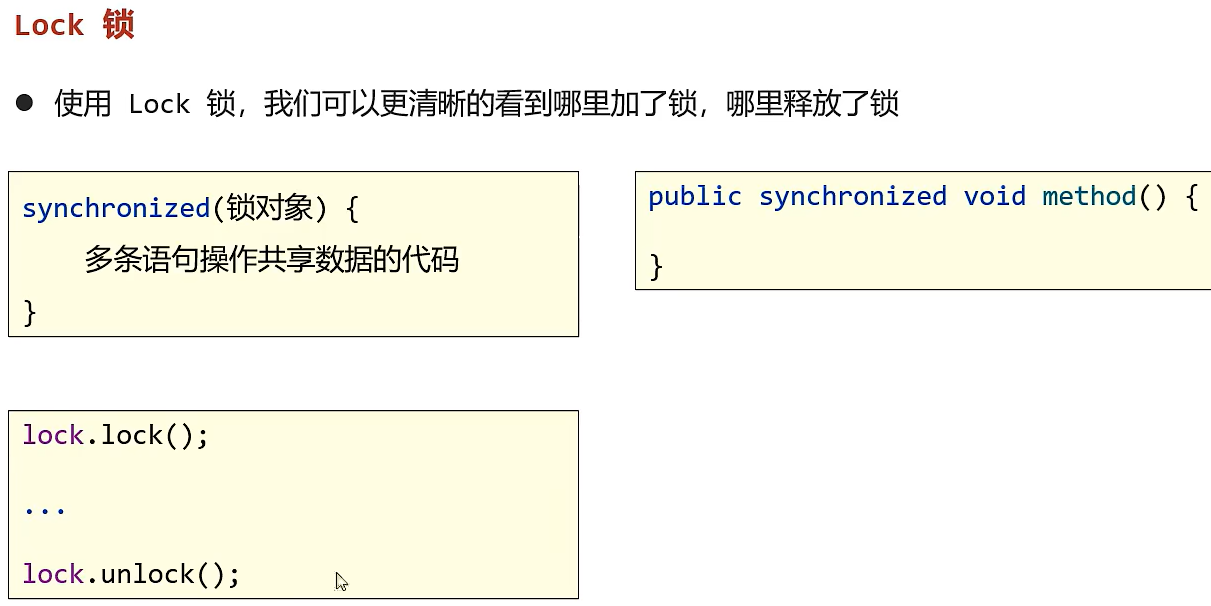 Lock 锁
● 使用 Lock 锁，我们可以更清晰的看到哪里加了锁，哪里释放了锁
synchronized(锁对象) {
多条语句操作共享数据的代码
}
public synchronized void method() {
}
lock.lock();
...
lock.unlock();